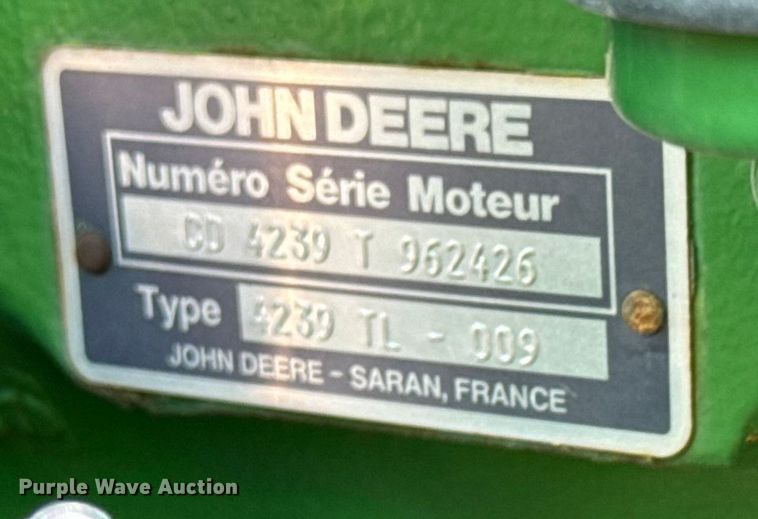 JOHN DEERE
Numéro Série Moteur
CD 4239 T 962426
Type 4239 TL - 009
JOHN DEERE - SARAN, FRANCE
Purple Wave Auction